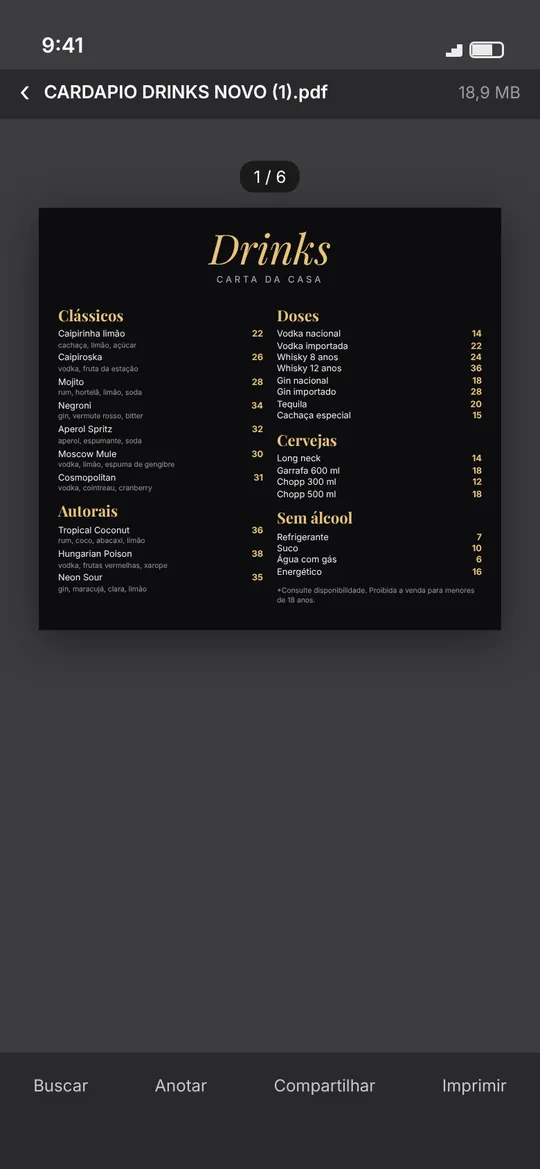 9:41
CARDAPIO DRINKS NOVO (1).pdf 18,9 MB
1 / 6
Drinks
CARTA DA CASA
Clássicos
Caipirinha limão 22
cachaça, limão, açúcar
Caipiroska 26
vodka, fruta da estação
Mojito 28
rum, hortelã, limão, soda
Negroni 34
gin, vermute rosso, bitter
Aperol Spritz 32
aperol, espumante, soda
Moscow Mule 30
vodka, limão, espuma de gengibre
Cosmopolitan 31
vodka, cointreau, cranberry
Autorais
Tropical Coconut 36
rum, coco, abacaxi, limão
Hungarian Poison 38
vodka, frutas vermelhas, xarope
Neon Sour 35
gin, maracujá, clara, limão
Doses
Vodka nacional 14
Vodka importada 22
Whisky 8 anos 24
Whisky 12 anos 36
Gin nacional 18
Gin importado 28
Tequila 20
Cachaça especial 15
Cervejas
Long neck 14
Garrafa 600 ml 18
Chopp 300 ml 12
Chopp 500 ml 18
Sem álcool
Refrigerante 7
Suco 10
Água com gás 6
Energético 16
*Consulte disponibilidade. Proibida a venda para menores
de 18 anos.
Buscar Anotar Compartilhar Imprimir